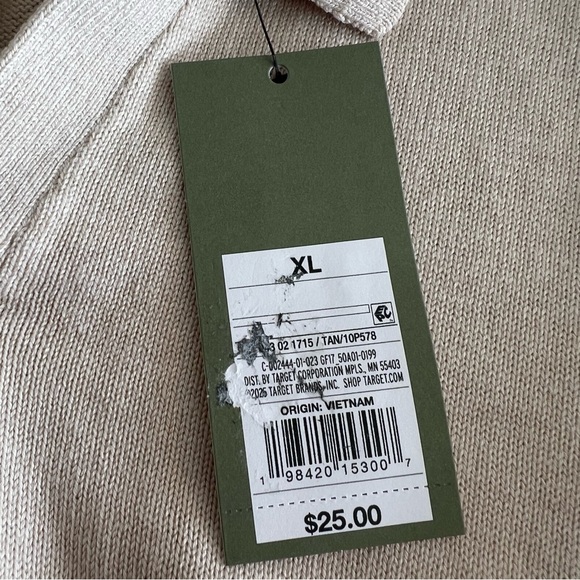 XL
3 02 1715 / TAN/10P578
C-002444-01-023 GF17 50A01-0199
DIST. BY TARGET CORPORATION MPLS., MN 55403
TARGET BRANDS, INC. SHOP TARGET.COM
ORIGIN: VIETNAM
1 98420 15300 7
$25.00